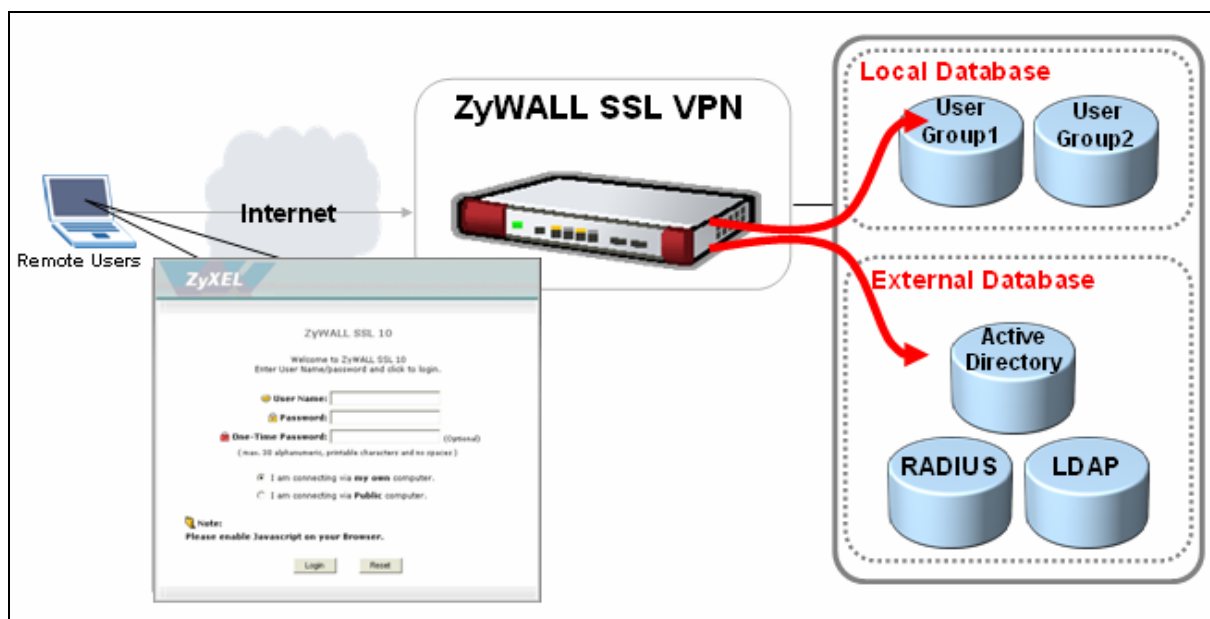 ZyWALL SSL VPN
Local Database
User
Group1
User
Group2
Internet
Remote Users
External Database
Active
Directory
RADIUS
LDAP
ZyXEL
ZyWALL SSL 10
Welcome to ZyWALL SSL 10
Enter User Name/password and click to login.
User Name:
Password:
One-Time Password:
(Optional)
( max. 30 alphanumeric, printable characters and no spaces )
I am connecting via my own computer.
I am connecting via Public computer.
Note:
Please enable Javascript on your Browser.
Login
Reset